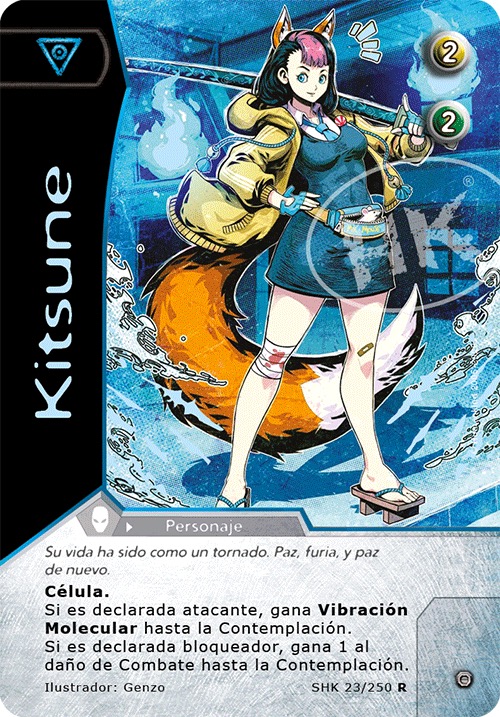 2
2
Kitsune
HK
®
Personaje
Su vida ha sido como un tornado. Paz, furia, y paz
de nuevo.
Célula.
Si es declarada atacante, gana Vibración
Molecular hasta la Contemplación.
Si es declarada bloqueador, gana 1 al
daño de Combate hasta la Contemplación.
Ilustrador: Genzo
SHK 23/250 R